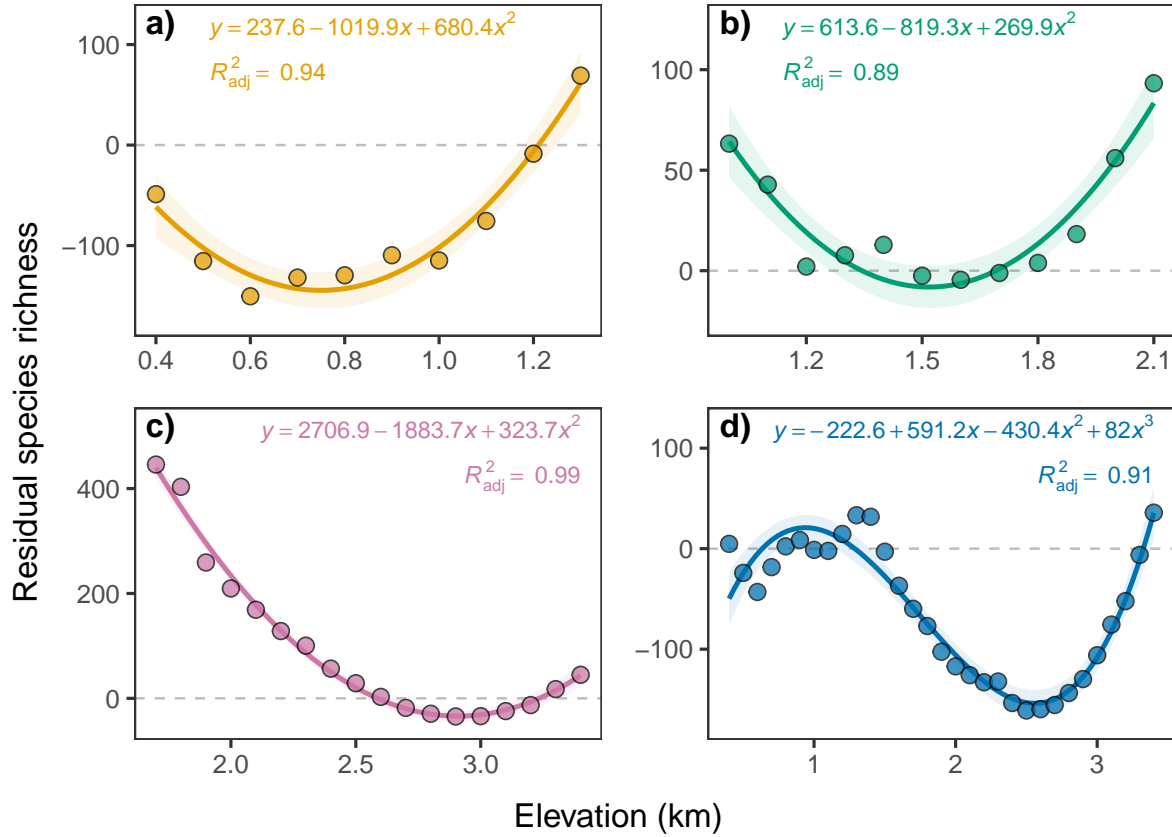 a)
y = 237.6 − 1019.9x + 680.4x²
R²adj = 0.94
100
0
−100
0.4 0.6 0.8 1.0 1.2
b)
y = 613.6 − 819.3x + 269.9x²
R²adj = 0.89
100
50
0
1.2 1.5 1.8 2.1
Residual species richness
c)
y = 2706.9 − 1883.7x + 323.7x²
R²adj = 0.99
400
200
0
2.0 2.5 3.0
d)
y = −222.6 + 591.2x − 430.4x² + 82x³
R²adj = 0.91
100
0
−100
1 2 3
Elevation (km)